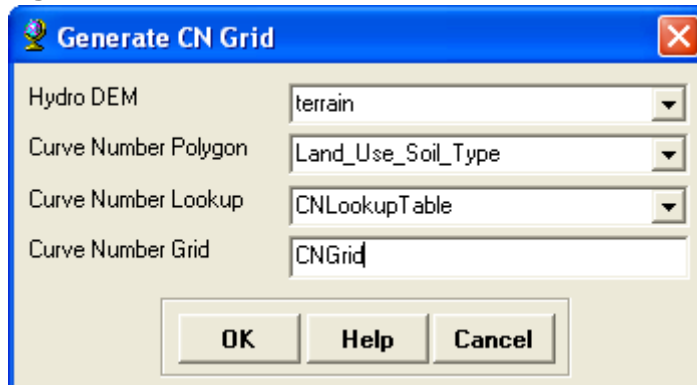 Generate CN Grid
Hydro DEM terrain
Curve Number Polygon Land_Use_Soil_Type
Curve Number Lookup CNLookupTable
Curve Number Grid CNGrid
OK Help Cancel